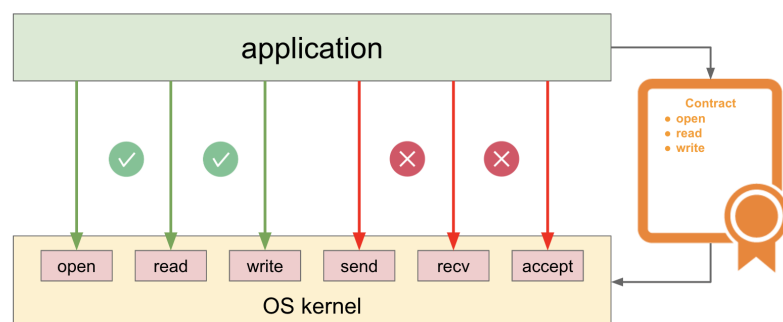 application
Contract
● open
● read
● write
open read write send recv accept
OS kernel